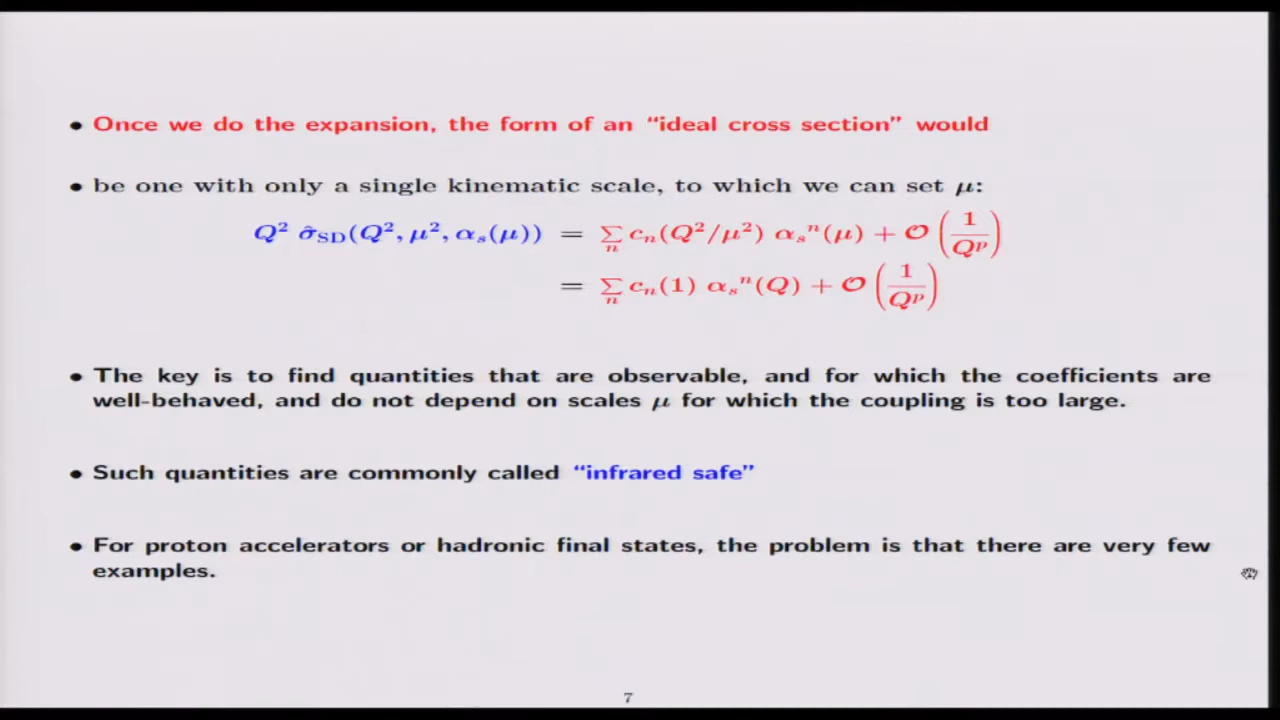 • Once we do the expansion, the form of an “ideal cross section” would
• be one with only a single kinematic scale, to which we can set μ:
Q² σ̂_SD(Q², μ², α_s(μ)) = ∑_n c_n(Q²/μ²) α_sⁿ(μ) + 𝒪(1/Q^p)
= ∑_n c_n(1) α_sⁿ(Q) + 𝒪(1/Q^p)
• The key is to find quantities that are observable, and for which the coefficients are
well-behaved, and do not depend on scales μ for which the coupling is too large.
• Such quantities are commonly called “infrared safe”
• For proton accelerators or hadronic final states, the problem is that there are very few
examples.
7